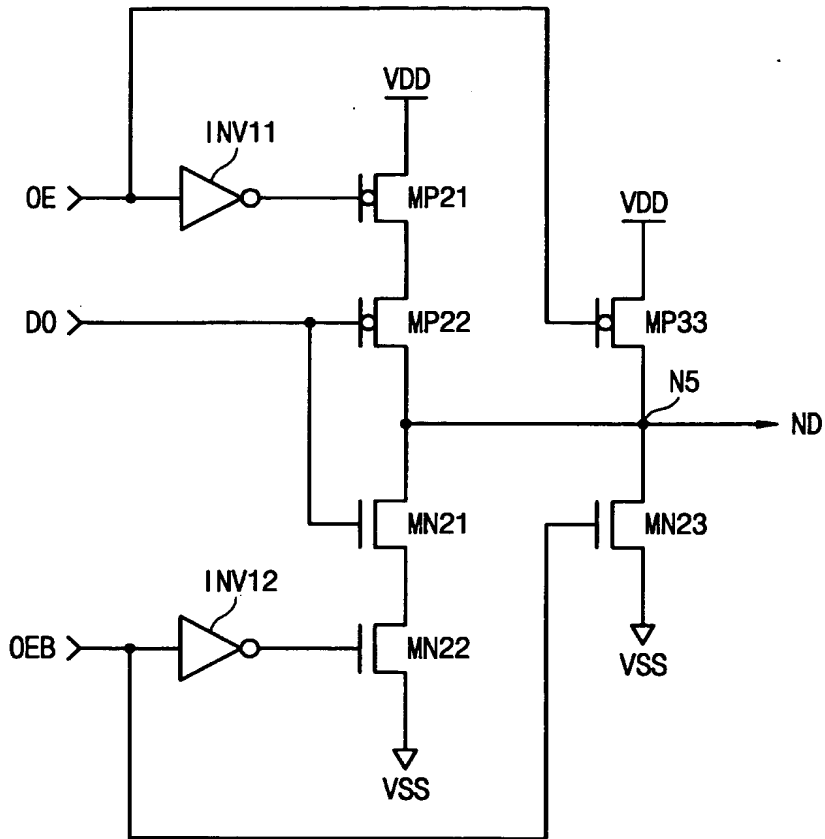 VDD
INV11
OE
MP21
VDD
DO
MP22
MP33
N5
ND
MN21
MN23
INV12
OEB
MN22
VSS
VSS